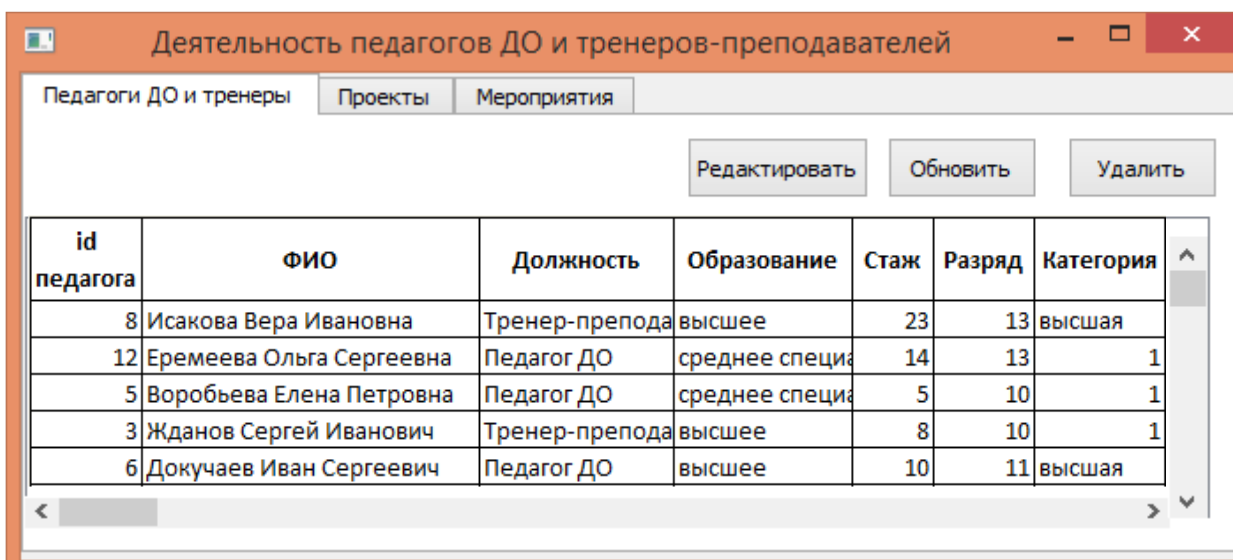 Деятельность педагогов ДО и тренеров-преподавателей
Педагоги ДО и тренеры Проекты Мероприятия
Редактировать Обновить Удалить
id педагога ФИО Должность Образование Стаж Разряд Категория
8 Исакова Вера Ивановна Тренер-препода высшее 23 13 высшая
12 Еремеева Ольга Сергеевна Педагог ДО среднее специа 14 13 1
5 Воробьева Елена Петровна Педагог ДО среднее специа 5 10 1
3 Жданов Сергей Иванович Тренер-препода высшее 8 10 1
6 Докучаев Иван Сергеевич Педагог ДО высшее 10 11 высшая